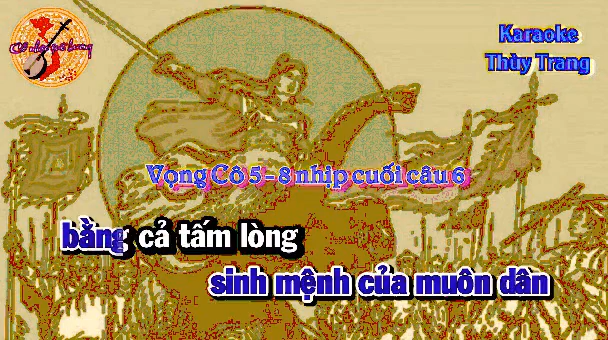 Karaoke
Thùy Trang
Vọng Cổ 5 - 8 nhịp cuối câu 6
bằng cả tấm lòng
sinh mệnh của muôn dân